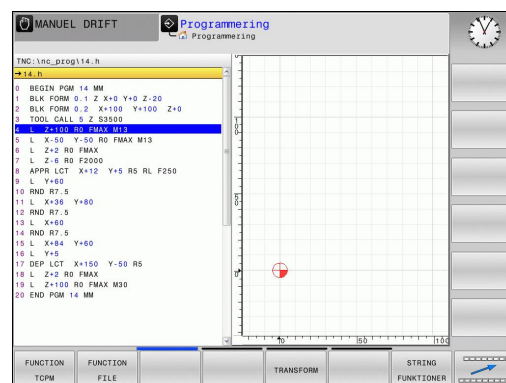 MANUEL DRIFT
Programmering
Programmering
TNC:\nc_prog\14.h
→14.h
0 BEGIN PGM 14 MM
1 BLK FORM 0.1 Z X+0 Y+0 Z-20
2 BLK FORM 0.2 X+100 Y+100 Z+0
3 TOOL CALL 5 Z S3500
4 L Z+100 R0 FMAX M13
5 L X-50 Y-50 R0 FMAX M13
6 L Z+2 R0 FMAX
7 L Z-6 R0 F2000
8 APPR LCT X+12 Y+5 R5 RL F250
9 L Y+60
10 RND R7.5
11 L X+36 Y+80
12 RND R7.5
13 L X+60
14 RND R7.5
15 L X+84 Y+60
16 L Y+5
17 DEP LCT X+150 Y-50 R5
18 L Z+2 R0 FMAX
19 L Z+100 R0 FMAX M30
20 END PGM 14 MM
100
50
0
0
50
100
FUNCTION TCPM
FUNCTION FILE
TRANSFORM
STRING FUNKTIONER